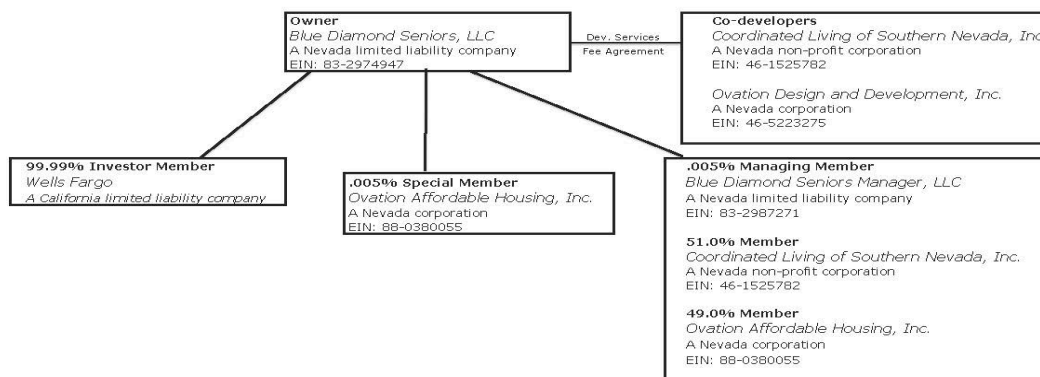 Owner
Blue Diamond Seniors, LLC
A Nevada limited liability company
EIN: 83-2974947
Dev. Services
Fee Agreement
Co-developers
Coordinated Living of Southern Nevada, Inc
A Nevada non-profit corporation
EIN: 46-1525782
Ovation Design and Development, Inc.
A Nevada corporation
EIN: 46-5223275
99.99% Investor Member
Wells Fargo
A California limited liability company
.005% Special Member
Ovation Affordable Housing, Inc.
A Nevada corporation
EIN: 88-0380055
.005% Managing Member
Blue Diamond Seniors Manager, LLC
A Nevada limited liability company
EIN: 83-2987271
51.0% Member
Coordinated Living of Southern Nevada, Inc.
A Nevada non-profit corporation
EIN: 46-1525782
49.0% Member
Ovation Affordable Housing, Inc.
A Nevada corporation
EIN: 88-0380055